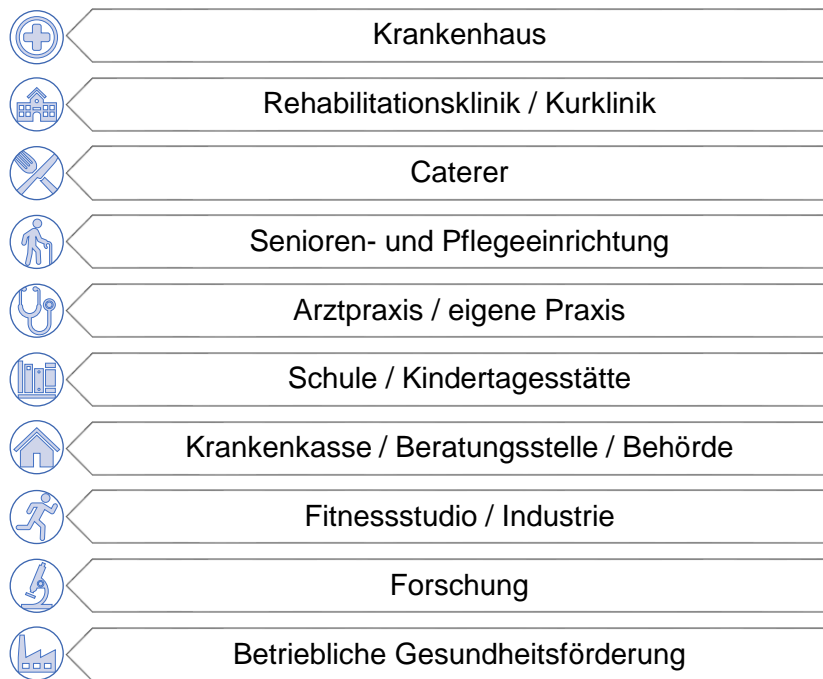 Krankenhaus
Rehabilitationsklinik / Kurklinik
Caterer
Senioren- und Pflegeeinrichtung
Arztpraxis / eigene Praxis
Schule / Kindertagesstätte
Krankenkasse / Beratungsstelle / Behörde
Fitnessstudio / Industrie
Forschung
Betriebliche Gesundheitsförderung